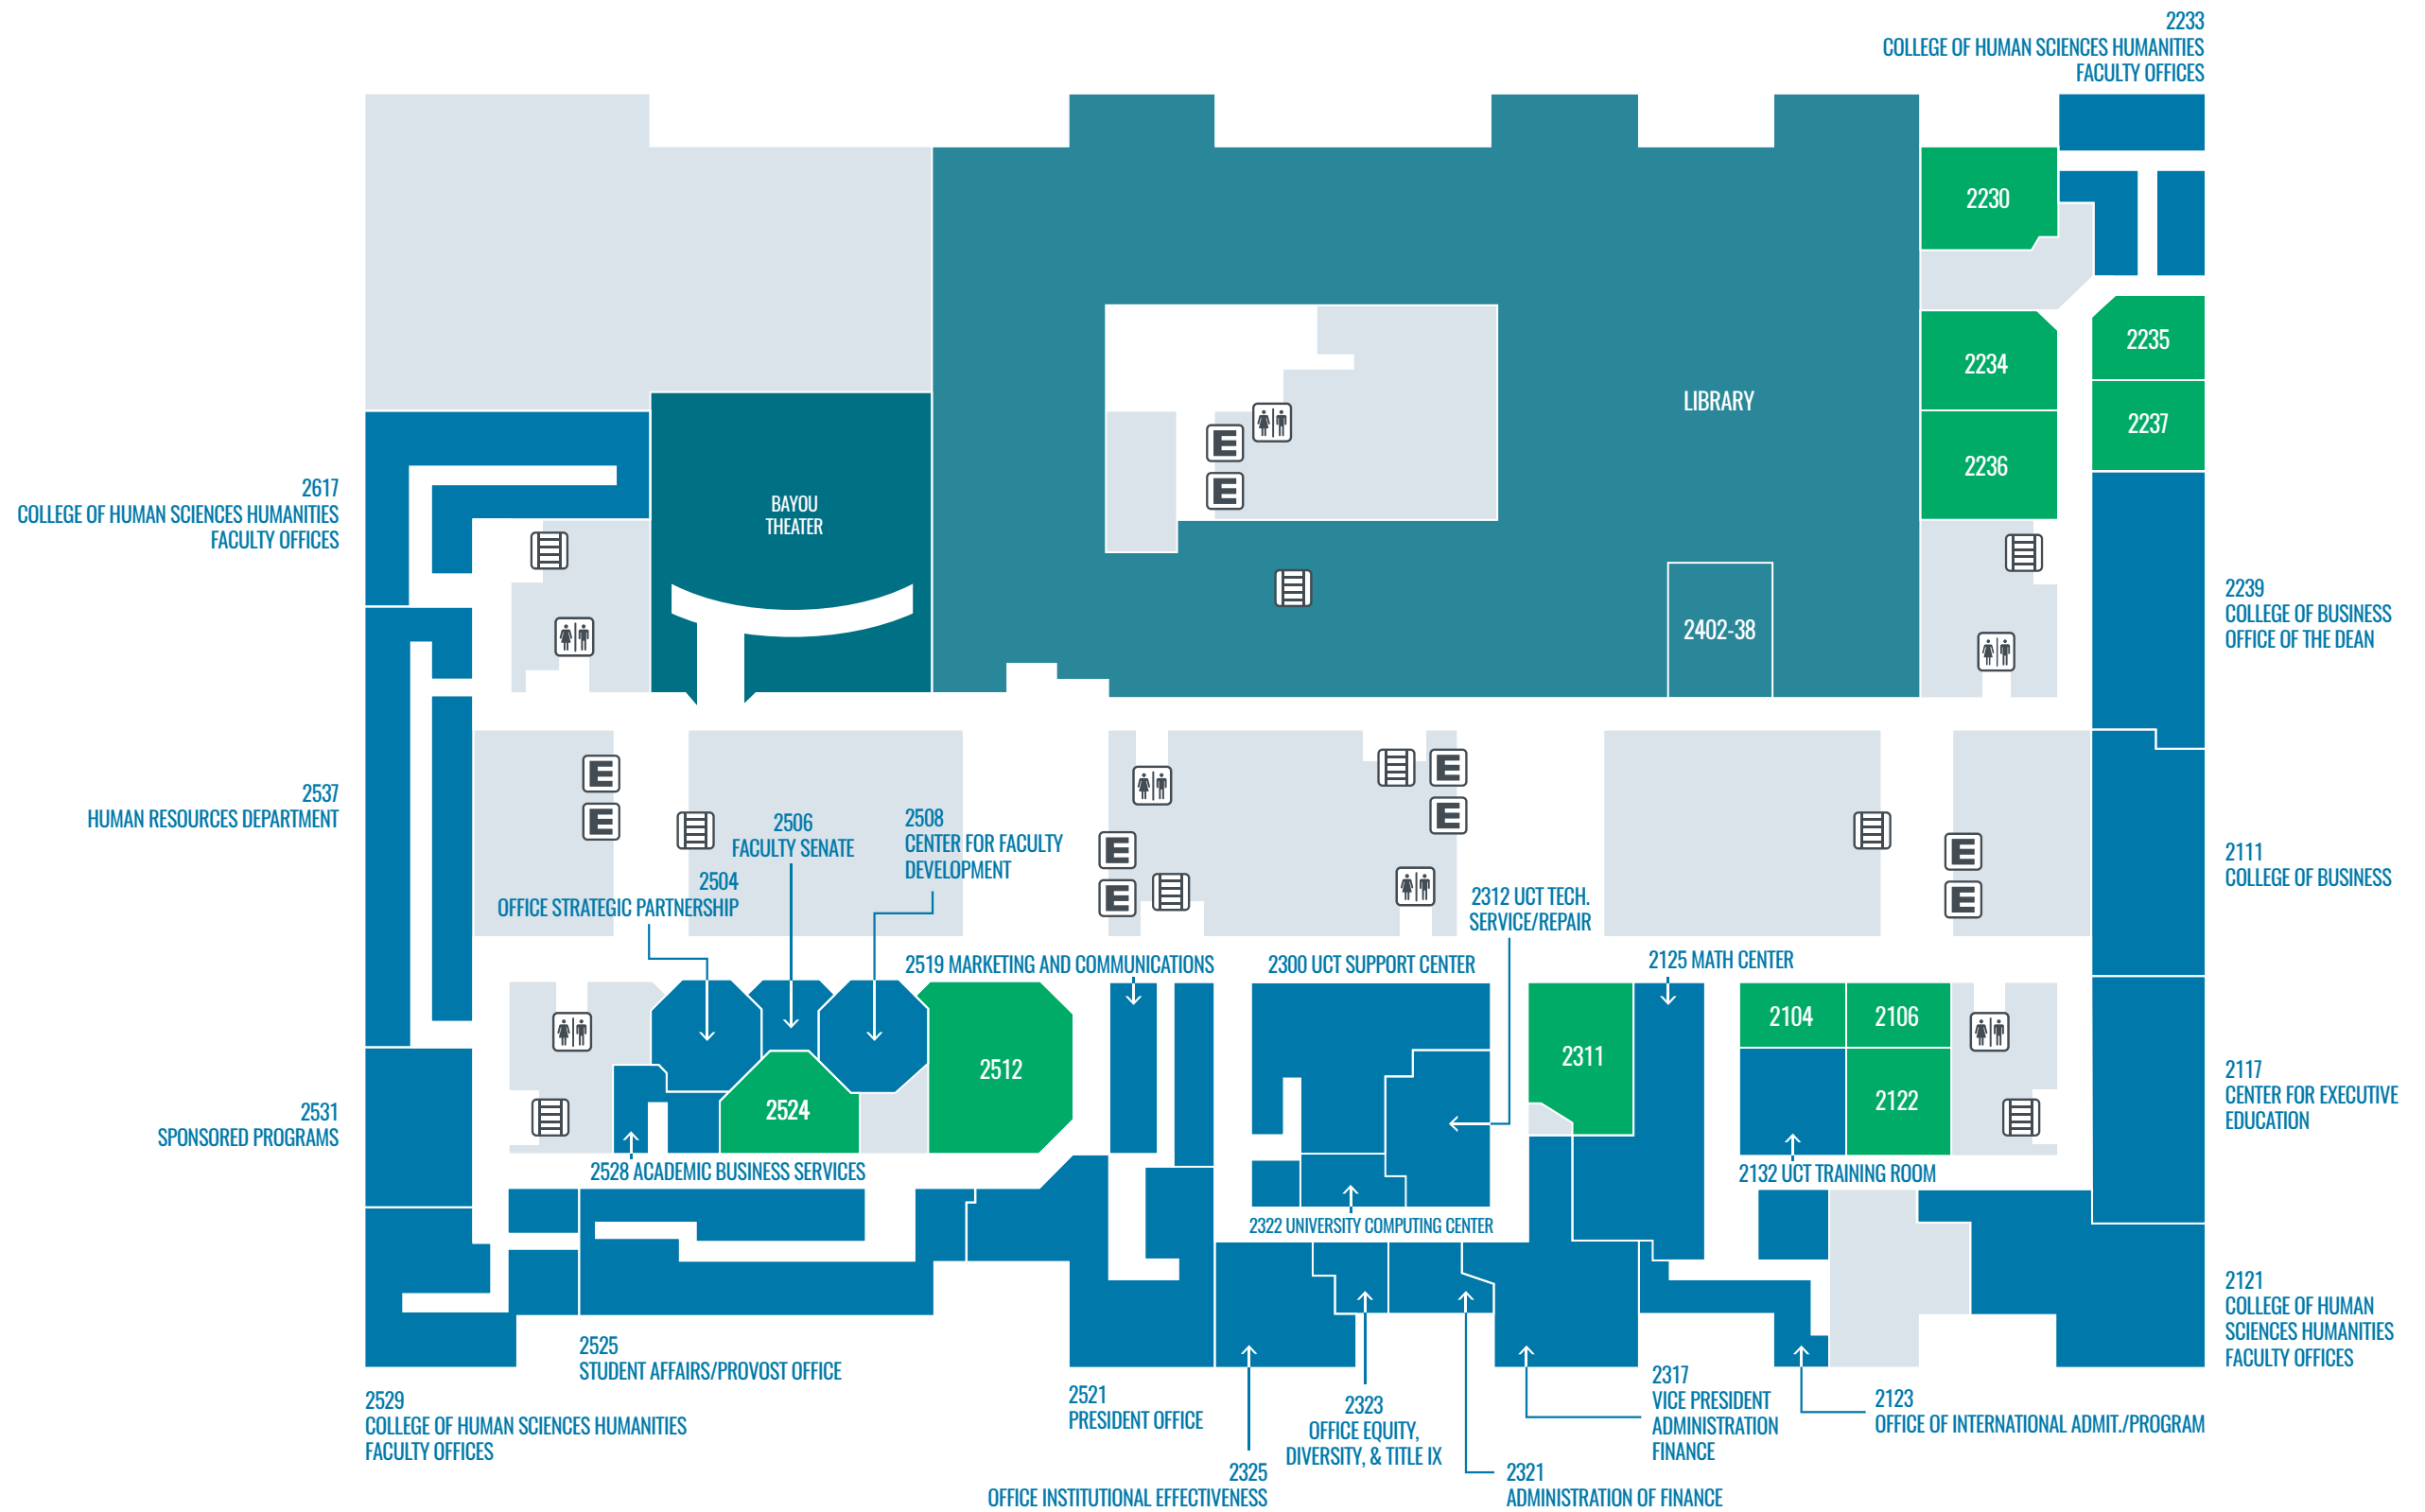 2233
COLLEGE OF HUMAN SCIENCES HUMANITIES
FACULTY OFFICES
2230
2235
2234
2237
2236
LIBRARY
BAYOU
THEATER
2617
COLLEGE OF HUMAN SCIENCES HUMANITIES
FACULTY OFFICES
E
E
2402-38
2239
COLLEGE OF BUSINESS
OFFICE OF THE DEAN
2537
HUMAN RESOURCES DEPARTMENT
E
E
2506
FACULTY SENATE
2508
CENTER FOR FACULTY
DEVELOPMENT
2504
OFFICE STRATEGIC PARTNERSHIP
E
E
E
E
E
E
2111
COLLEGE OF BUSINESS
2312 UCT TECH.
SERVICE/REPAIR
2519 MARKETING AND COMMUNICATIONS
2300 UCT SUPPORT CENTER
2125 MATH CENTER
2104
2106
2311
2512
2524
2122
2117
CENTER FOR EXECUTIVE
EDUCATION
2531
SPONSORED PROGRAMS
2528 ACADEMIC BUSINESS SERVICES
2132 UCT TRAINING ROOM
2322 UNIVERSITY COMPUTING CENTER
2121
COLLEGE OF HUMAN
SCIENCES HUMANITIES
FACULTY OFFICES
2525
STUDENT AFFAIRS/PROVOST OFFICE
2529
COLLEGE OF HUMAN SCIENCES HUMANITIES
FACULTY OFFICES
2521
PRESIDENT OFFICE
2323
OFFICE EQUITY,
DIVERSITY, & TITLE IX
2317
VICE PRESIDENT
ADMINISTRATION
FINANCE
2123
OFFICE OF INTERNATIONAL ADMIT./PROGRAM
2325
OFFICE INSTITUTIONAL EFFECTIVENESS
2321
ADMINISTRATION OF FINANCE